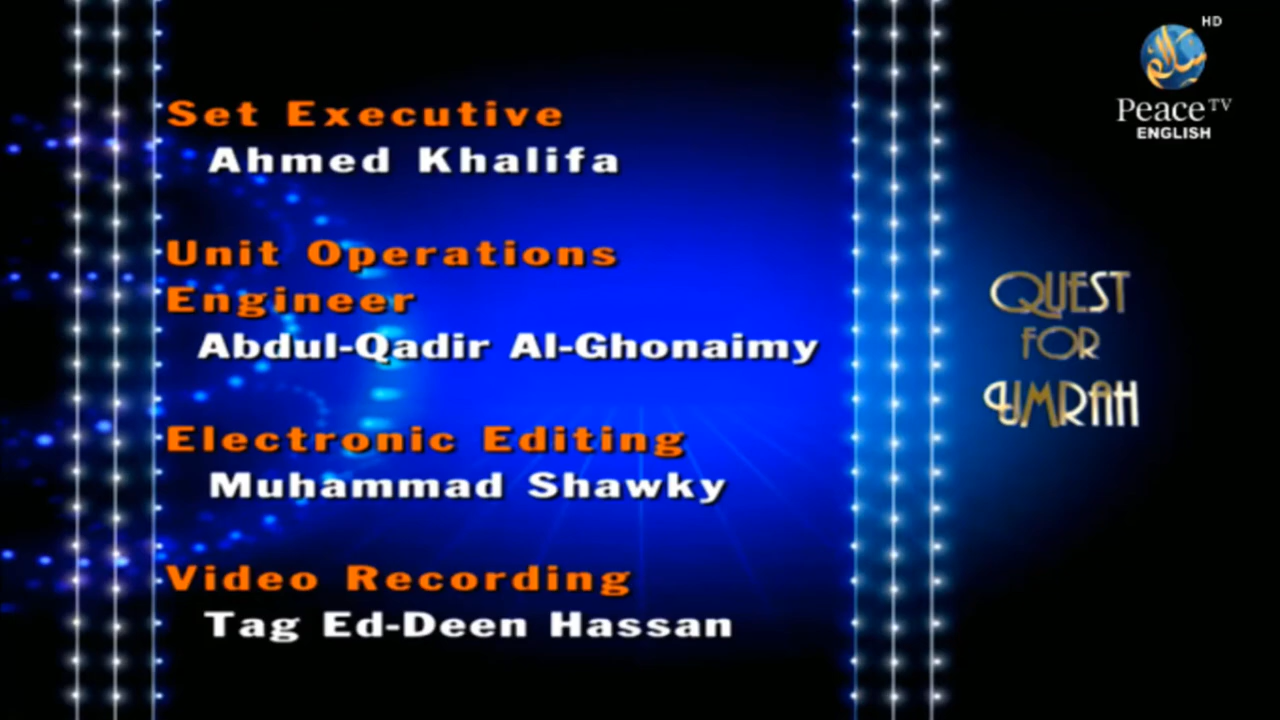 Set Executive
Ahmed Khalifa
Unit Operations
Engineer
Abdul-Qadir Al-Ghonaimy
Electronic Editing
Muhammad Shawky
Video Recording
Tag Ed-Deen Hassan
HD
سلام
Peace TV
ENGLISH
QUEST
FOR
UMRAH